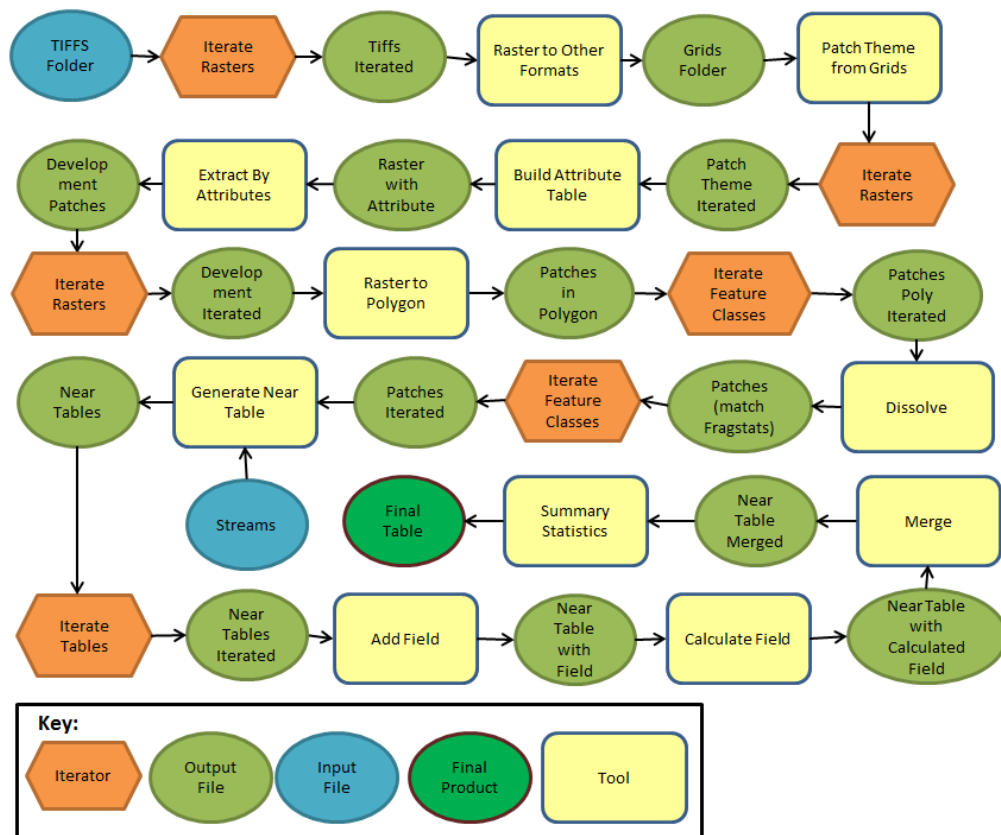 TIFFS
Folder
Iterate
Rasters
Tiffs
Iterated
Raster to Other
Formats
Grids
Folder
Patch Theme
from Grids
Develop
ment
Patches
Extract By
Attributes
Raster
with
Attribute
Build Attribute
Table
Patch
Theme
Iterated
Iterate
Rasters
Iterate
Rasters
Develop
ment
Iterated
Raster to
Polygon
Patches
in
Polygon
Iterate
Feature
Classes
Patches
Poly
Iterated
Near
Tables
Generate Near
Table
Patches
Iterated
Iterate
Feature
Classes
Patches
(match
Fragstats)
Dissolve
Streams
Final
Table
Summary
Statistics
Near
Table
Merged
Merge
Iterate
Tables
Near
Tables
Iterated
Add Field
Near
Table
with
Field
Calculate Field
Near Table
with
Calculated
Field
Key:
Iterator
Output
File
Input
File
Final
Product
Tool